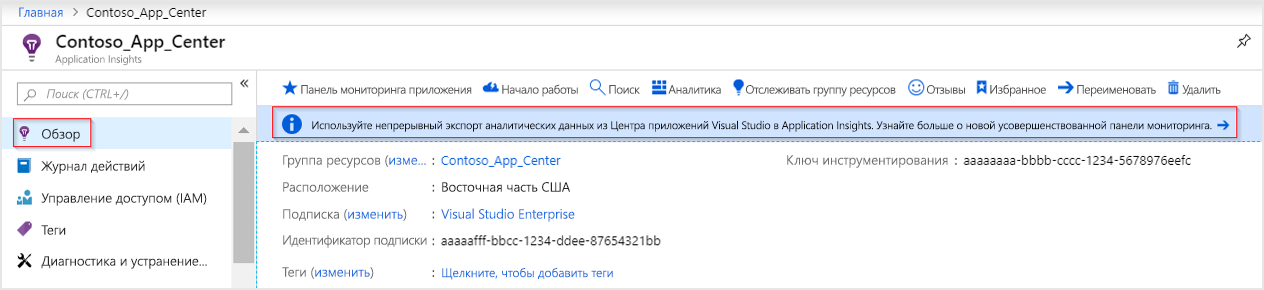 Главная > Contoso_App_Center
Contoso_App_Center
Application Insights
Поиск (CTRL+/)
«
Обзор
Журнал действий
Управление доступом (IAM)
Теги
Диагностика и устранение...
Панель мониторинга приложения Начало работы Поиск Аналитика Отслеживать группу ресурсов Отзывы Избранное Переименовать Удалить
Используйте непрерывный экспорт аналитических данных из Центра приложений Visual Studio в Application Insights. Узнайте больше о новой усовершенствованной панели мониторинга. →
Группа ресурсов (изме... : Contoso_App_Center
Расположение : Восточная часть США
Подписка (изменить) : Visual Studio Enterprise
Идентификатор подписки : aaaaafff-bbcc-1234-ddee-87654321bb
Теги (изменить) : Щелкните, чтобы добавить теги
Ключ инструментирования : aaaaaaaa-bbbb-cccc-1234-5678976eefc